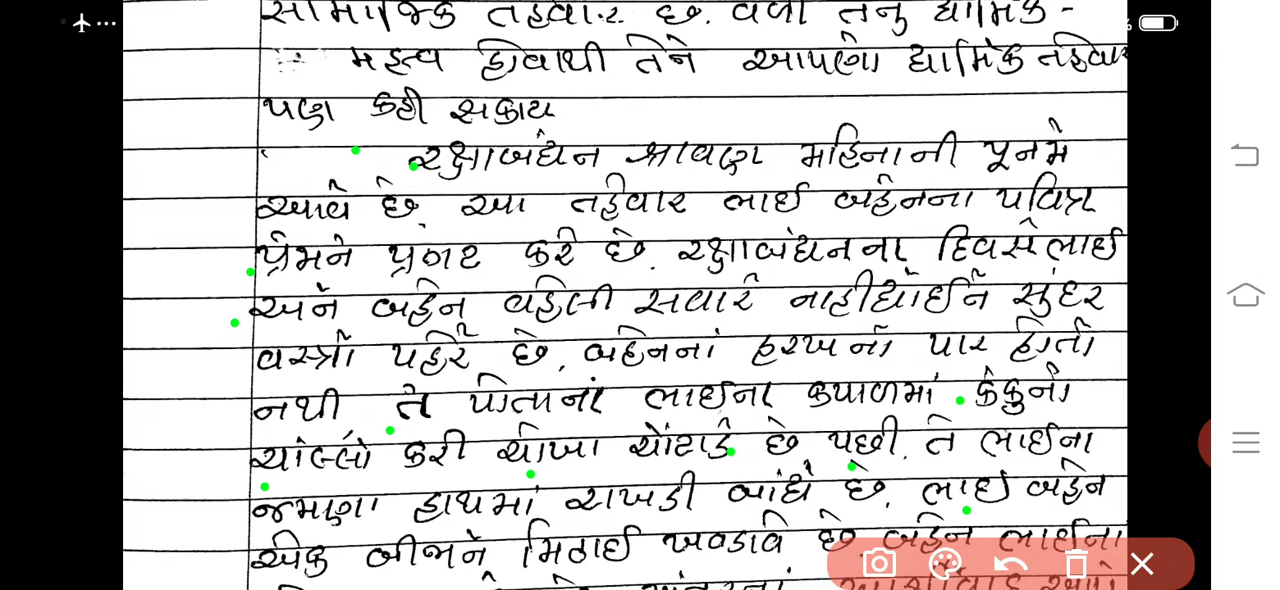 સામાજિક તહેવાર છે. વળી તેનુ ધાર્મિક -
મહત્વ હોવાથી તેને આપણો ધાર્મિક તહેવાર
પણ કહી સકાય
રક્ષાબંધન શ્રાવણ મહિનાની પૂનમે
આવે છે. આ તહેવાર ભાઈ બહેનના પવિત્ર
પ્રેમને પ્રગટ કરે છે. રક્ષાબંધનના દિવસે ભાઈ
અને બહેન વહેલી સવારે નાહીધોઈને સુંદર
વસ્ત્રો પહેરે છે. બહેનનાં હરખનો પાર હોતો
નથી તે પોતાનાં ભાઈના કપાળમાં કંકુનો
ચાંલ્લો કરી ચોખા ચોંટાડે છે પછી. તે ભાઈના
જમાણા હાથમાં રાખડી બાંધે છે. ભાઈ બહેન
એક બીજાને મિઠાઈ ખવડાવે છે. બહેન ભાઈના